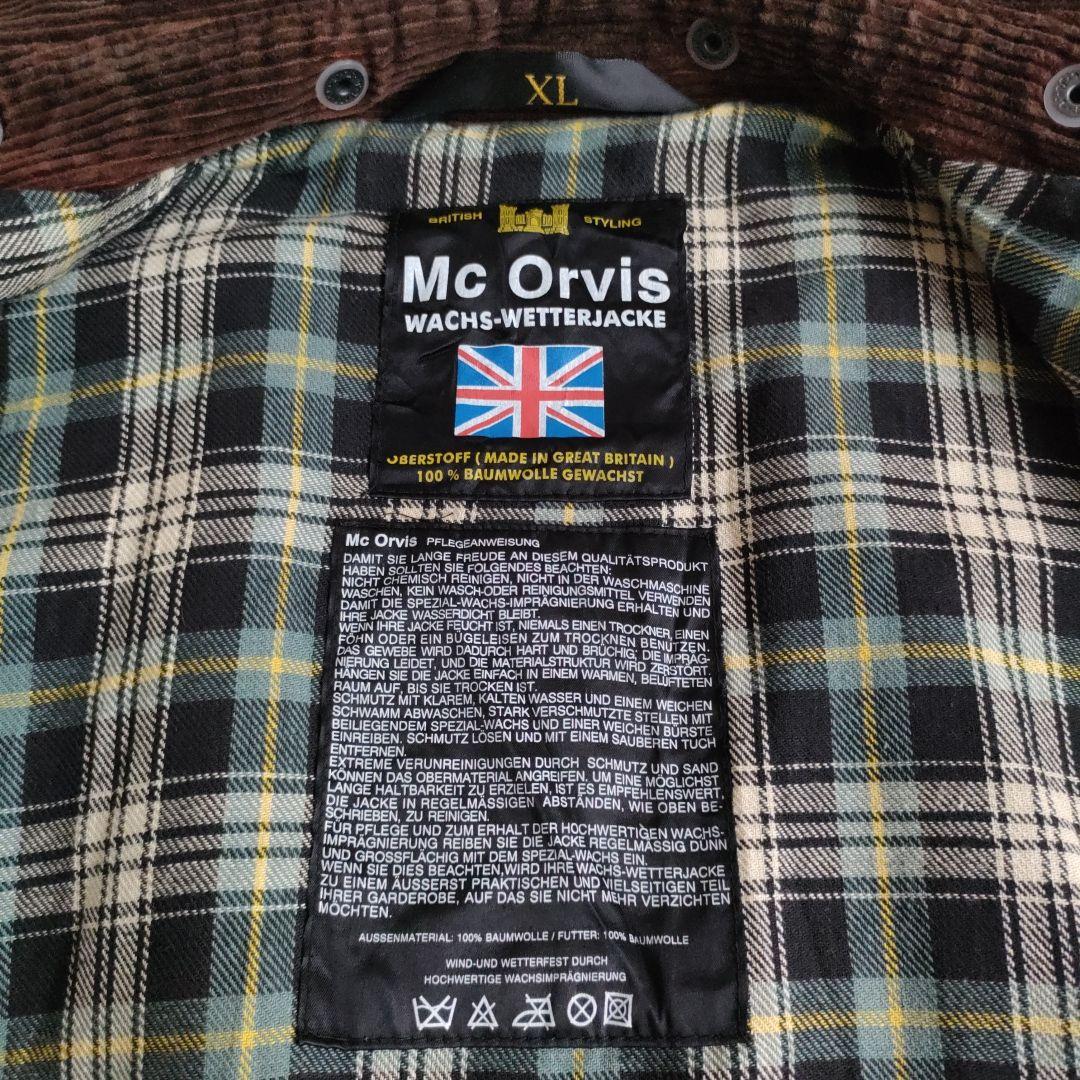 XL
BRITISH STYLING
Mc Orvis
WACHS-WETTERJACKE
OBERSTOFF ( MADE IN GREAT BRITAIN )
100 % BAUMWOLLE GEWACHST
Mc Orvis PFLEGEANWEISUNG
DAMIT SIE LANGE FREUDE AN DIESEM QUALITÄTSPRODUKT
HABEN SOLLTEN SIE FOLGENDES BEACHTEN:
NICHT CHEMISCH REINIGEN, NICHT IN DER WASCHMASCHINE
WASCHEN, KEIN WASCH-ODER REINIGUNGSMITTEL VERWENDEN
DAMIT DIE SPEZIAL-WACHS-IMPRÄGNIERUNG ERHALTEN UND
IHRE JACKE WASSERDICHT BLEIBT.
WENN IHRE JACKE FEUCHT IST, NIEMALS EINEN TROCKNER, EINEN
FÖHN ODER EIN BÜGELEISEN ZUM TROCKNEN BENUTZEN.
DAS GEWEBE WIRD DADURCH HART UND BRÜCHIG, DIE IMPRÄG-
NIERUNG LEIDET, UND DIE MATERIALSTRUKTUR WIRD ZERSTÖRT.
HÄNGEN SIE DIE JACKE EINFACH IN EINEM WARMEN, BELÜFTETEN
RAUM AUF, BIS SIE TROCKEN IST.
SCHMUTZ MIT KLAREM, KALTEN WASSER UND EINEM WEICHEN
SCHWAMM ABWASCHEN, STARK VERSCHMUTZTE STELLEN MIT
BEILIEGENDEM SPEZIAL-WACHS UND EINER WEICHEN BÜRSTE
EINREIBEN. SCHMUTZ LÖSEN UND MIT EINEM SAUBEREN TUCH
ENTFERNEN.
EXTREME VERUNREINIGUNGEN DURCH SCHMUTZ UND SAND
KÖNNEN DAS OBERMATERIAL ANGREIFEN. UM EINE MÖGLICHST
LANGE HALTBARKEIT ZU ERZIELEN, IST ES EMPFEHLENSWERT,
DIE JACKE IN REGELMÄSSIGEN ABSTÄNDEN, WIE OBEN BE-
SCHRIEBEN, ZU REINIGEN.
FÜR PFLEGE UND ZUM ERHALT DER HOCHWERTIGEN WACHS-
IMPRÄGNIERUNG REIBEN SIE DIE JACKE REGELMÄSSIG DÜNN
UND GROSSFLÄCHIG MIT DEM SPEZIAL-WACHS EIN.
WENN SIE DIES BEACHTEN, WIRD IHRE WACHS-WETTERJACKE
ZU EINEM ÄUSSERST PRAKTISCHEN UND VIELSEITIGEN TEIL
IHRER GARDEROBE, AUF DAS SIE NICHT MEHR VERZICHTEN
MÖCHTEN.
AUSSENMATERIAL: 100% BAUMWOLLE / FUTTER: 100% BAUMWOLLE
WIND-UND WETTERFEST DURCH
HOCHWERTIGE WACHSIMPRÄGNIERUNG